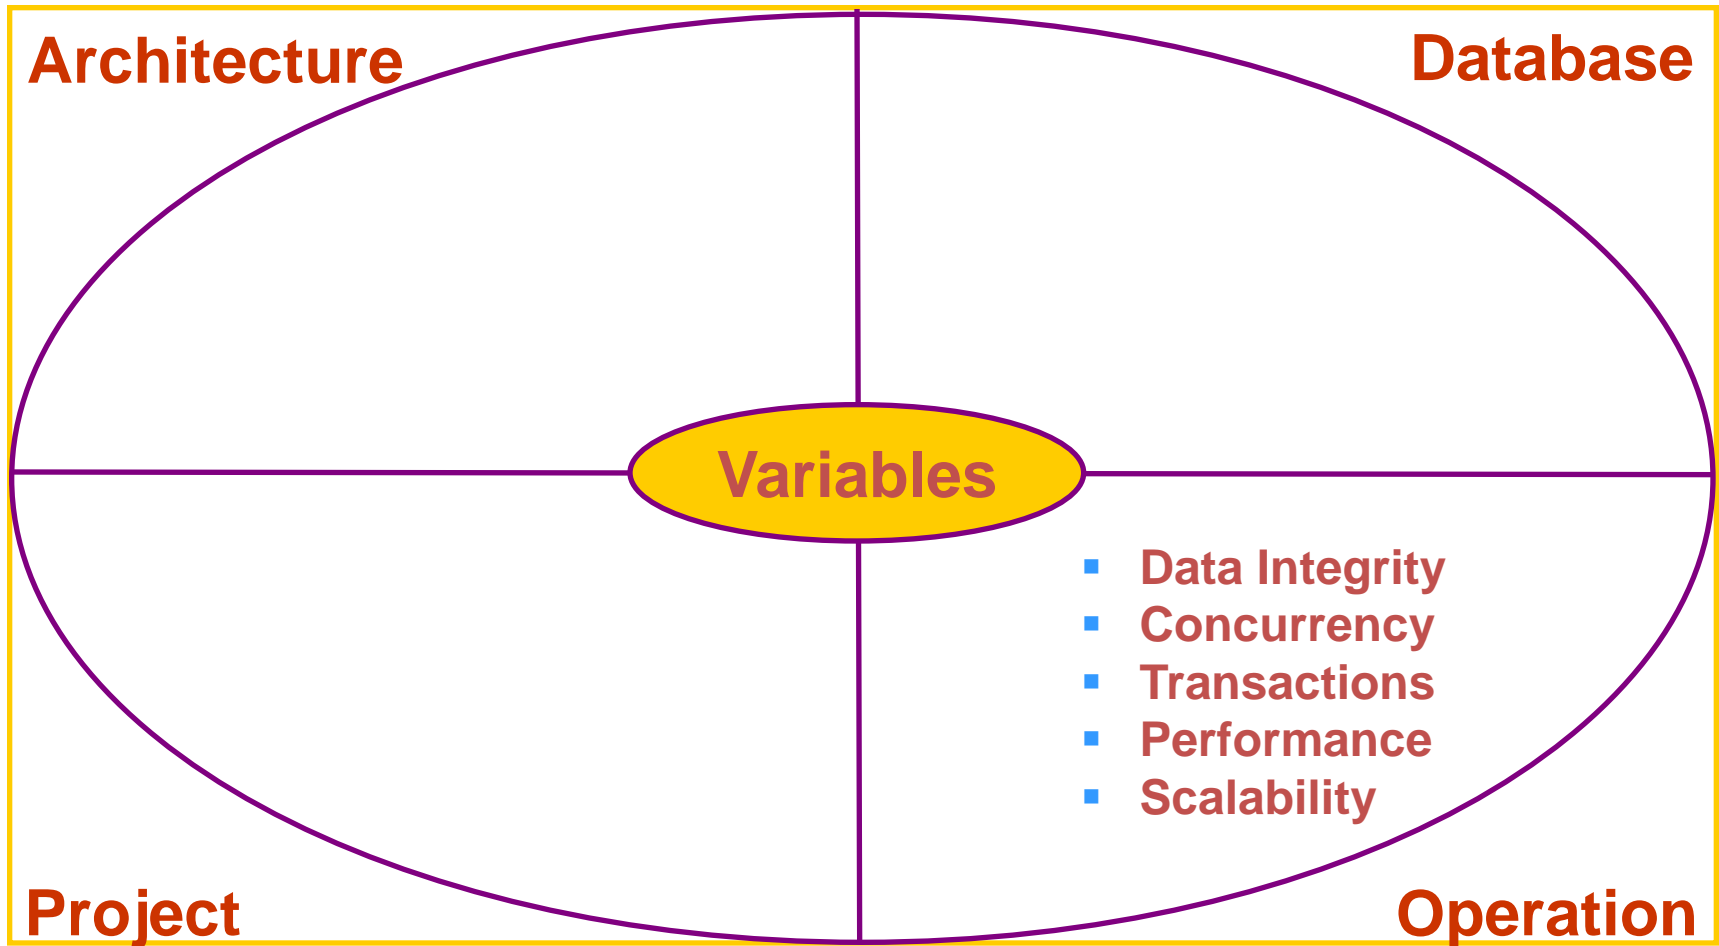 Architecture
Database
Variables
Data Integrity
Concurrency
Transactions
Performance
Scalability
Project
Operation